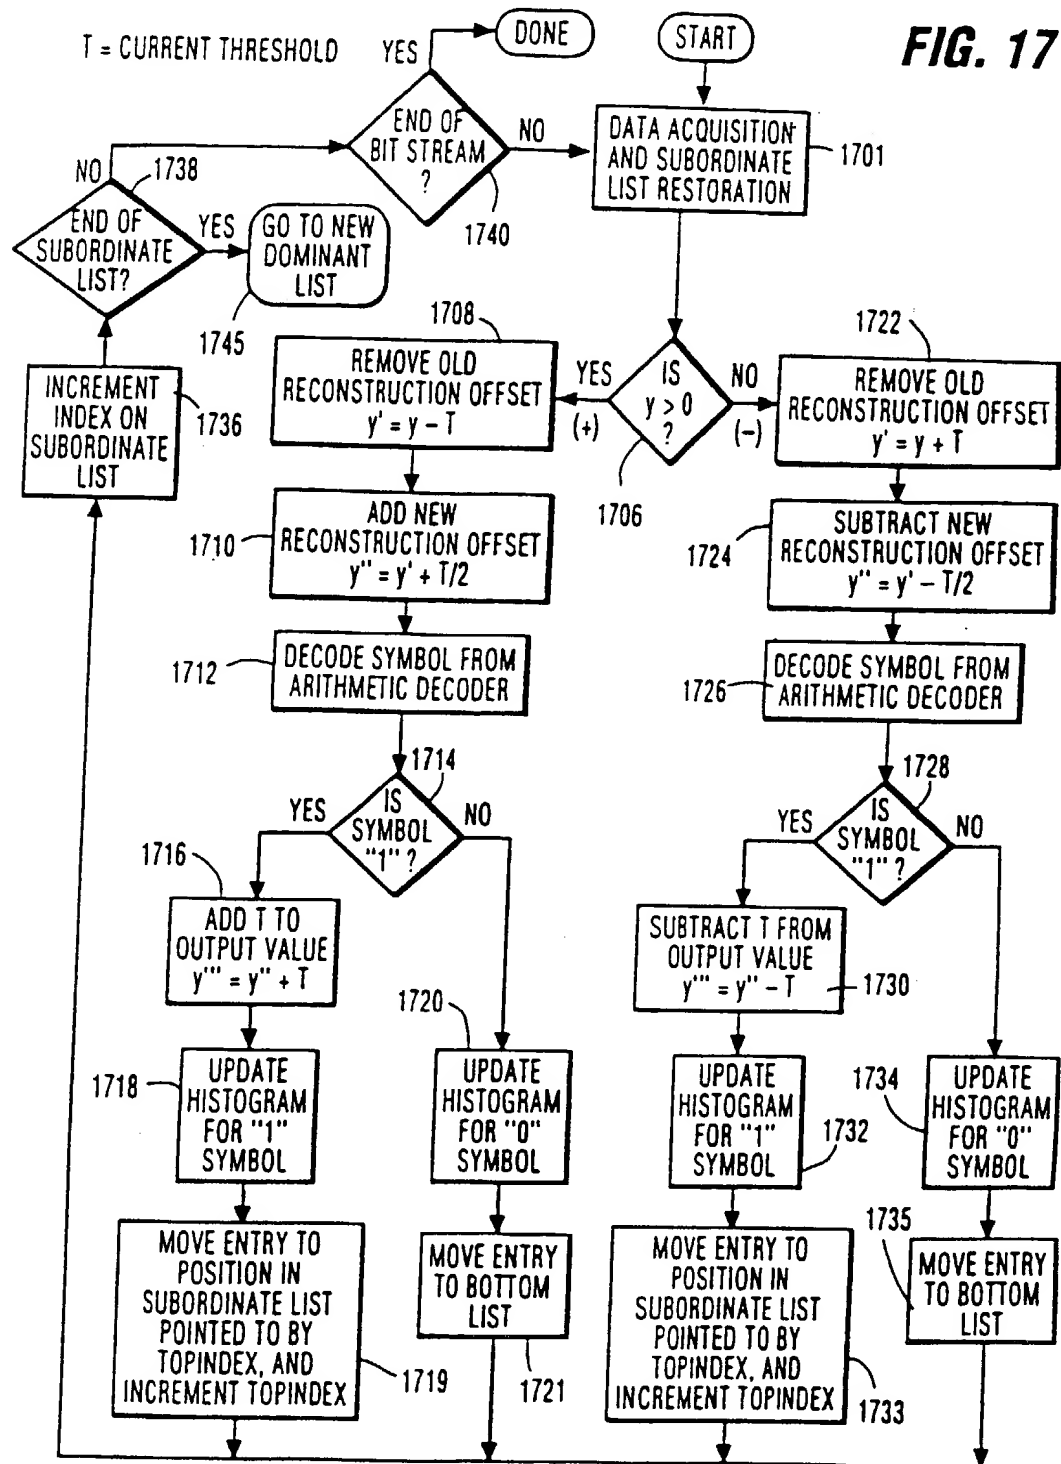 FIG. 17
T = CURRENT THRESHOLD
YES
DONE
START
END OF
BIT STREAM
?
NO
1740
DATA ACQUISITION
AND SUBORDINATE
LIST RESTORATION
1701
NO
1738
END OF
SUBORDINATE
LIST?
YES
GO TO NEW
DOMINANT
LIST
1745
INCREMENT
INDEX ON
SUBORDINATE
LIST
1736
1708
REMOVE OLD
RECONSTRUCTION OFFSET
y' = y – T
YES
(+)
IS
y > 0
?
NO
(–)
1706
1722
REMOVE OLD
RECONSTRUCTION OFFSET
y' = y + T
1710
ADD NEW
RECONSTRUCTION OFFSET
y" = y' + T/2
1724
SUBTRACT NEW
RECONSTRUCTION OFFSET
y" = y' – T/2
1712
DECODE SYMBOL FROM
ARITHMETIC DECODER
1726
DECODE SYMBOL FROM
ARITHMETIC DECODER
1714
YES
IS
SYMBOL
"1" ?
NO
1728
YES
IS
SYMBOL
"1" ?
NO
1716
ADD T TO
OUTPUT VALUE
y''' = y" + T
SUBTRACT T FROM
OUTPUT VALUE
y''' = y" – T
1730
1718
UPDATE
HISTOGRAM
FOR "1"
SYMBOL
1720
UPDATE
HISTOGRAM
FOR "0"
SYMBOL
UPDATE
HISTOGRAM
FOR "1"
SYMBOL
1732
1734
UPDATE
HISTOGRAM
FOR "0"
SYMBOL
MOVE ENTRY TO
POSITION IN
SUBORDINATE LIST
POINTED TO BY
TOPINDEX, AND
INCREMENT TOPINDEX
1719
MOVE ENTRY
TO BOTTOM
LIST
1721
MOVE ENTRY TO
POSITION IN
SUBORDINATE LIST
POINTED TO BY
TOPINDEX, AND
INCREMENT TOPINDEX
1733
1735
MOVE ENTRY
TO BOTTOM
LIST